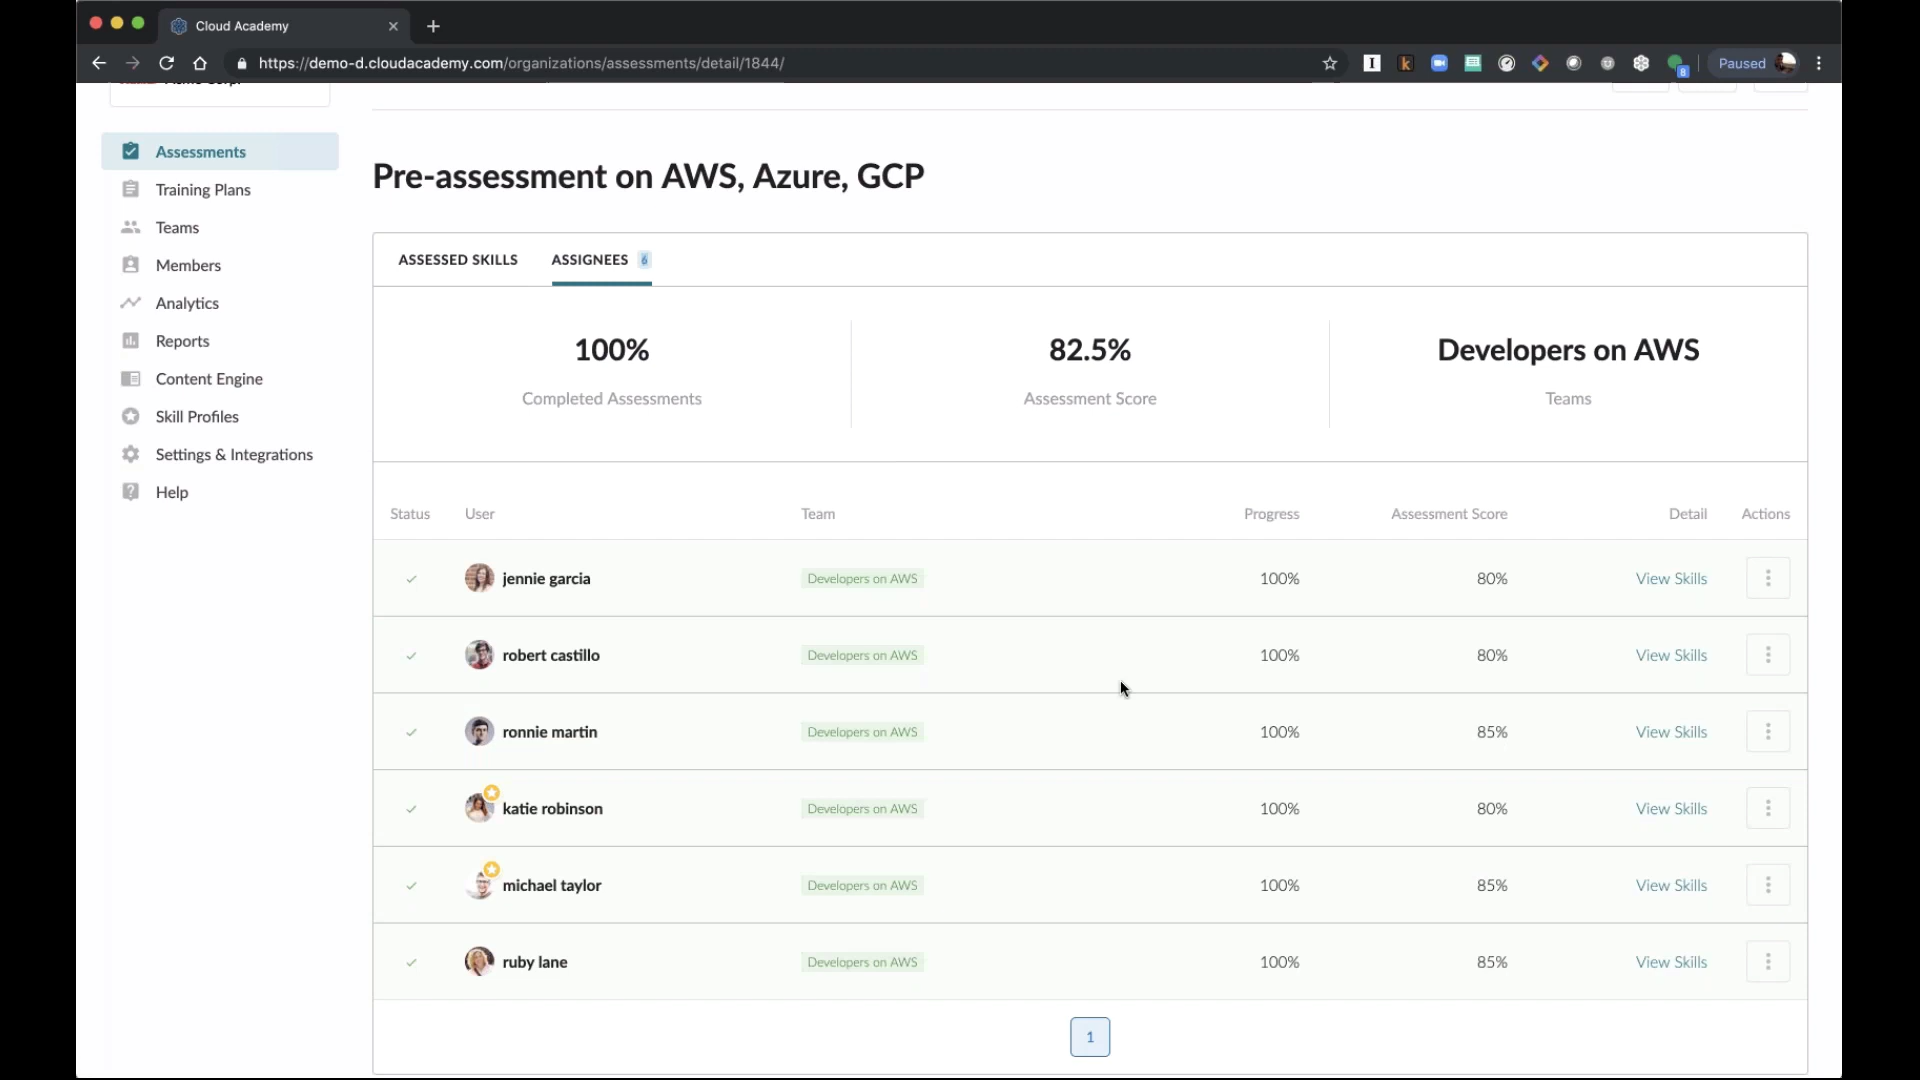 Cloud Academy
https://demo-d.cloudacademy.com/organizations/assessments/detail/1844/
Paused
Assessments
Training Plans
Teams
Members
Analytics
Reports
Content Engine
Skill Profiles
Settings & Integrations
Help
Pre-assessment on AWS, Azure, GCP
ASSESSED SKILLS ASSIGNEES 6
100% 82.5% Developers on AWS
Completed Assessments Assessment Score Teams
Status User Team Progress Assessment Score Detail Actions
jennie garcia Developers on AWS 100% 80% View Skills
robert castillo Developers on AWS 100% 80% View Skills
ronnie martin Developers on AWS 100% 85% View Skills
katie robinson Developers on AWS 100% 80% View Skills
michael taylor Developers on AWS 100% 85% View Skills
ruby lane Developers on AWS 100% 85% View Skills
1